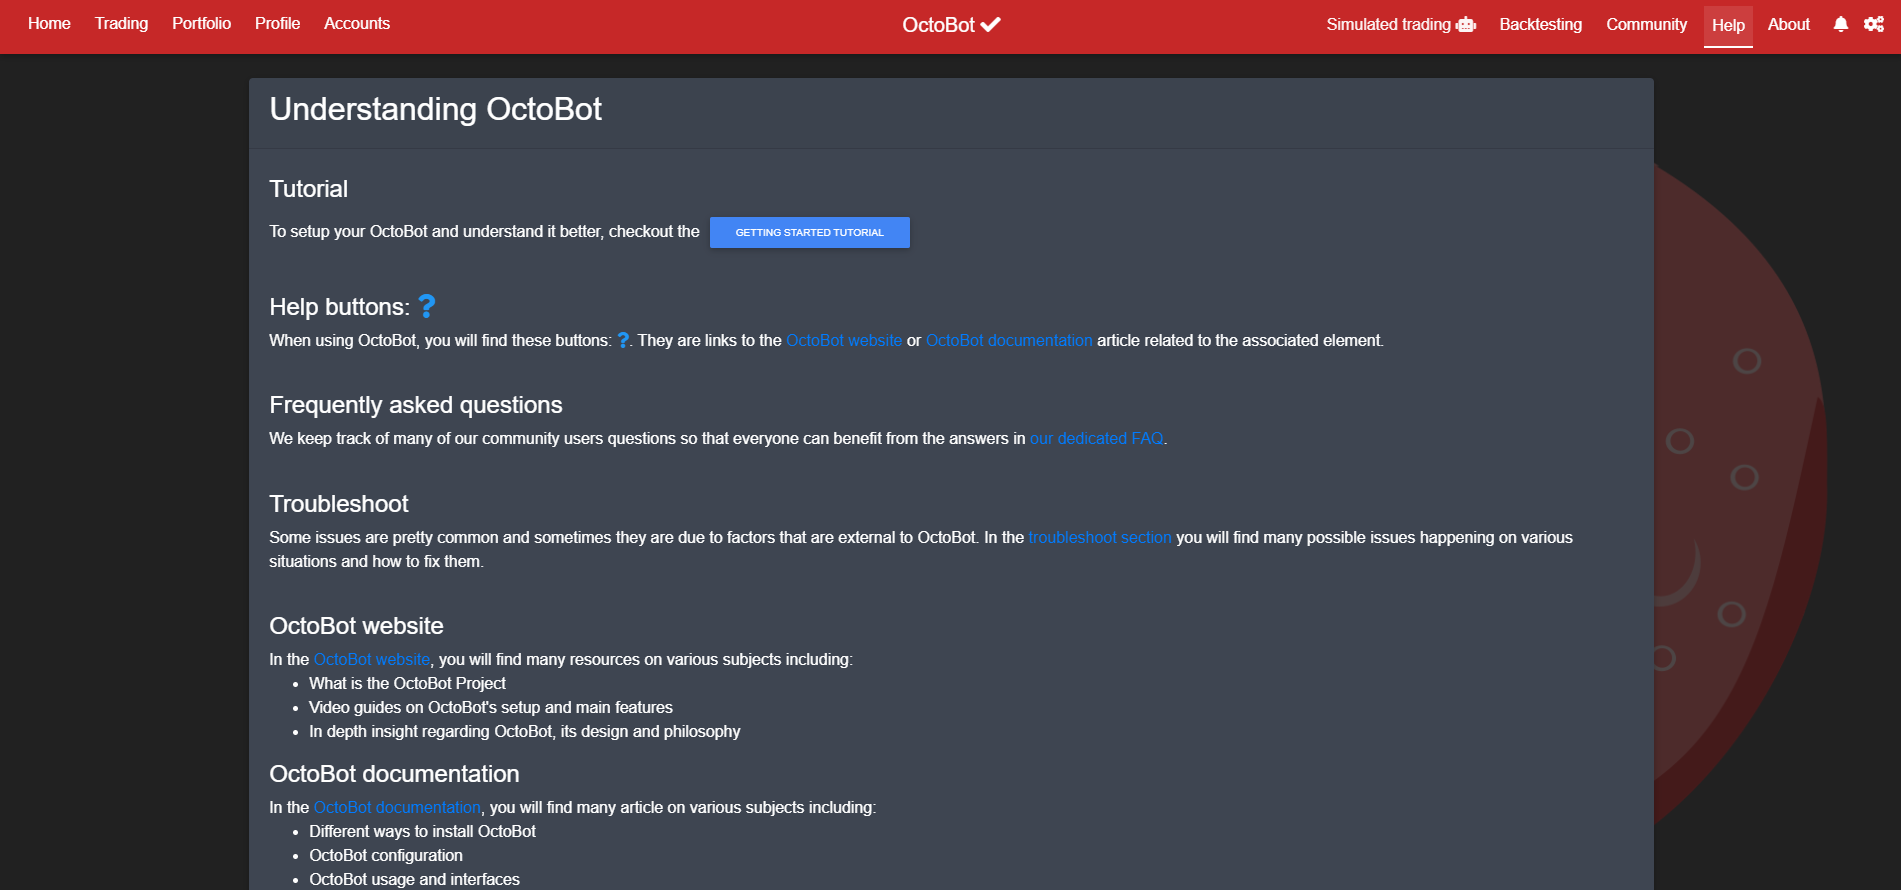 Home Trading Portfolio Profile Accounts OctoBot Simulated trading Backtesting Community Help About
Understanding OctoBot
Tutorial
To setup your OctoBot and understand it better, checkout the GETTING STARTED TUTORIAL
Help buttons: ?
When using OctoBot, you will find these buttons: ?. They are links to the OctoBot website or OctoBot documentation article related to the associated element.
Frequently asked questions
We keep track of many of our community users questions so that everyone can benefit from the answers in our dedicated FAQ.
Troubleshoot
Some issues are pretty common and sometimes they are due to factors that are external to OctoBot. In the troubleshoot section you will find many possible issues happening on various
situations and how to fix them.
OctoBot website
In the OctoBot website, you will find many resources on various subjects including:
• What is the OctoBot Project
• Video guides on OctoBot's setup and main features
• In depth insight regarding OctoBot, its design and philosophy
OctoBot documentation
In the OctoBot documentation, you will find many article on various subjects including:
• Different ways to install OctoBot
• OctoBot configuration
• OctoBot usage and interfaces